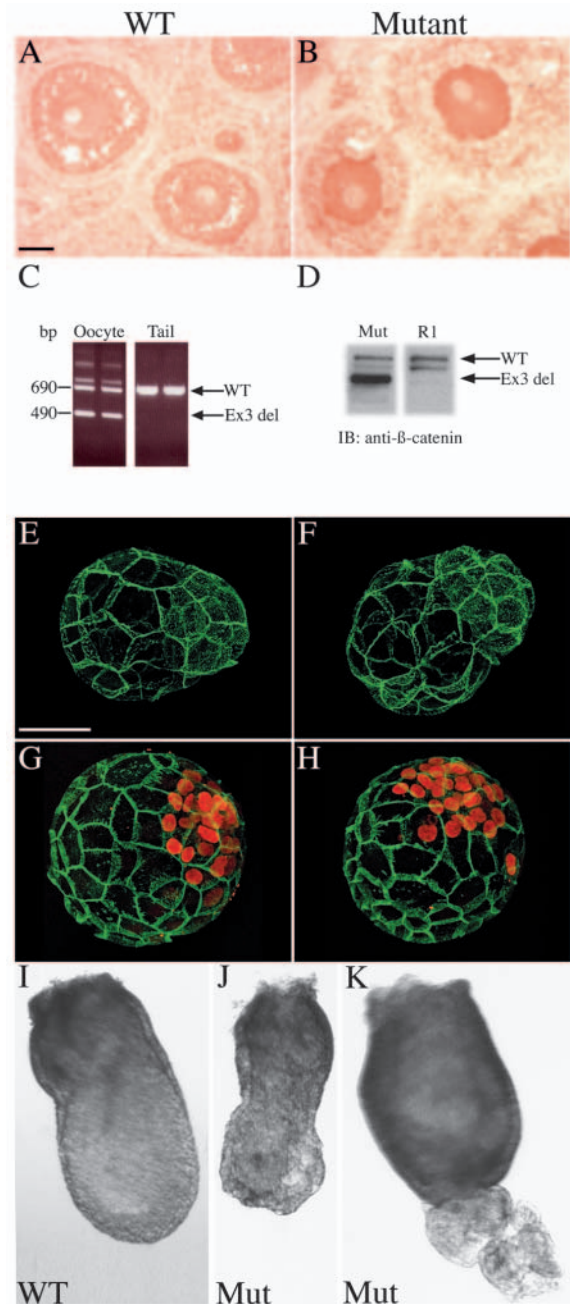 WT Mutant
A B
C D
bp Oocyte Tail
690 WT
490 Ex3 del
Mut R1
WT
Ex3 del
IB: anti-ß-catenin
E F
G H
I J K
WT Mut Mut